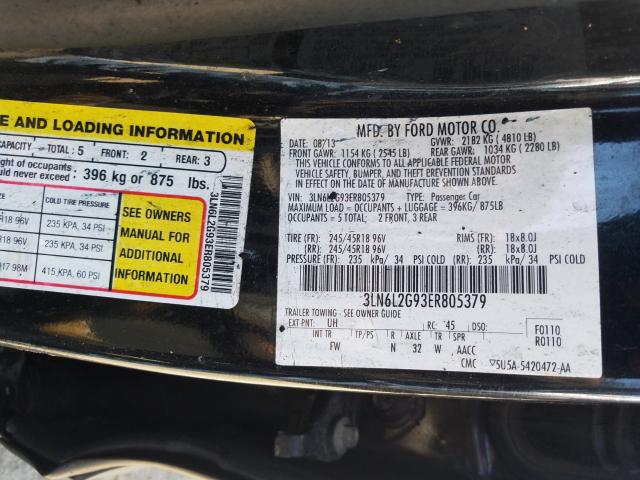 E AND LOADING INFORMATION
CAPACITY TOTAL : 5 FRONT: 2 REAR: 3
ght of occupants
uld never exceed : 396 kg or 875 lbs.
COLD TIRE PRESSURE
R18 96V 235 KPA, 34 PSI
R18 96V 235 KPA, 34 PSI
R17 98M 415 KPA, 60 PSI
SEE OWNERS
MANUAL FOR
ADDITIONAL
INFORMATION
3LN6L2G93ER805379
MFD. BY FORD MOTOR CO.
DATE: 08/13 GVWR: 2182 KG ( 4810 LB)
FRONT GAWR: 1154 KG ( 2545 LB) REAR GAWR: 1034 KG ( 2280 LB)
THIS VEHICLE CONFORMS TO ALL APPLICABLE FEDERAL MOTOR
VEHICLE SAFETY, BUMPER, AND THEFT PREVENTION STANDARDS IN
EFFECT ON THE DATE OF MANUFACTURE SHOWN ABOVE.
VIN: 3LN6L2G93ER805379 TYPE: Passenger Car
MAXIMUM LOAD = OCCUPANTS + LUGGAGE = 396KG/ 875LB
OCCUPANTS = 5 TOTAL 2 FRONT, 3 REAR
TIRE (FR): 245/45R18 96V RIMS (FR): 18x8.0J
(RR): 245/45R18 96V (RR): 18x8.0J
PRESSURE (FR): 235 kPa/ 34 PSI COLD (RR): 235 kPa/ 34 PSI COLD
3LN6L2G93ER805379
TRAILER TOWING - SEE OWNER GUIDE
EXT PNT: UH RC: 45 DSO: F0110
INT TR TP/PS R AXLE TR SPR R0110
FW N 32 W AACC
CMC 5U5A-5420472-AA